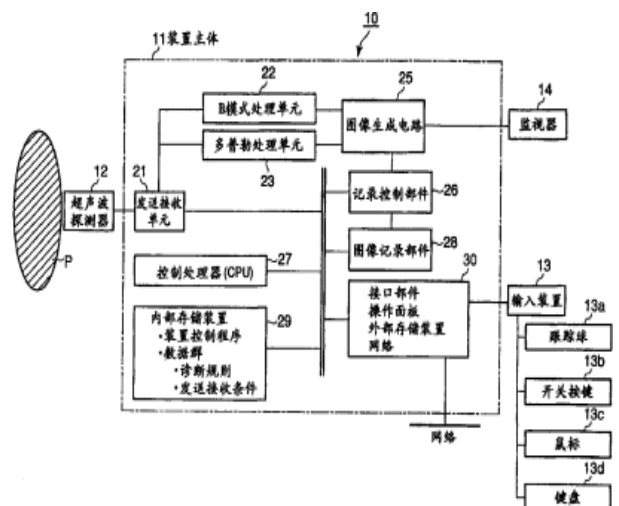 10
11装置主体
22
B模式处理单元
25
图像生成电路
14
监视器
多普勒处理单元
23
12
超声波
探测器
21
发送接收
单元
P
记录控制部件
26
图像记录部件
28
控制处理器(CPU)
27
内部存储装置
•装置控制程序
•数据群
•诊断规则
•发送接收条件
29
30
接口部件
操作面板
外部存储装置
网络
13
输入装置
13a
跟踪球
13b
开关按键
13c
鼠标
13d
键盘
网络